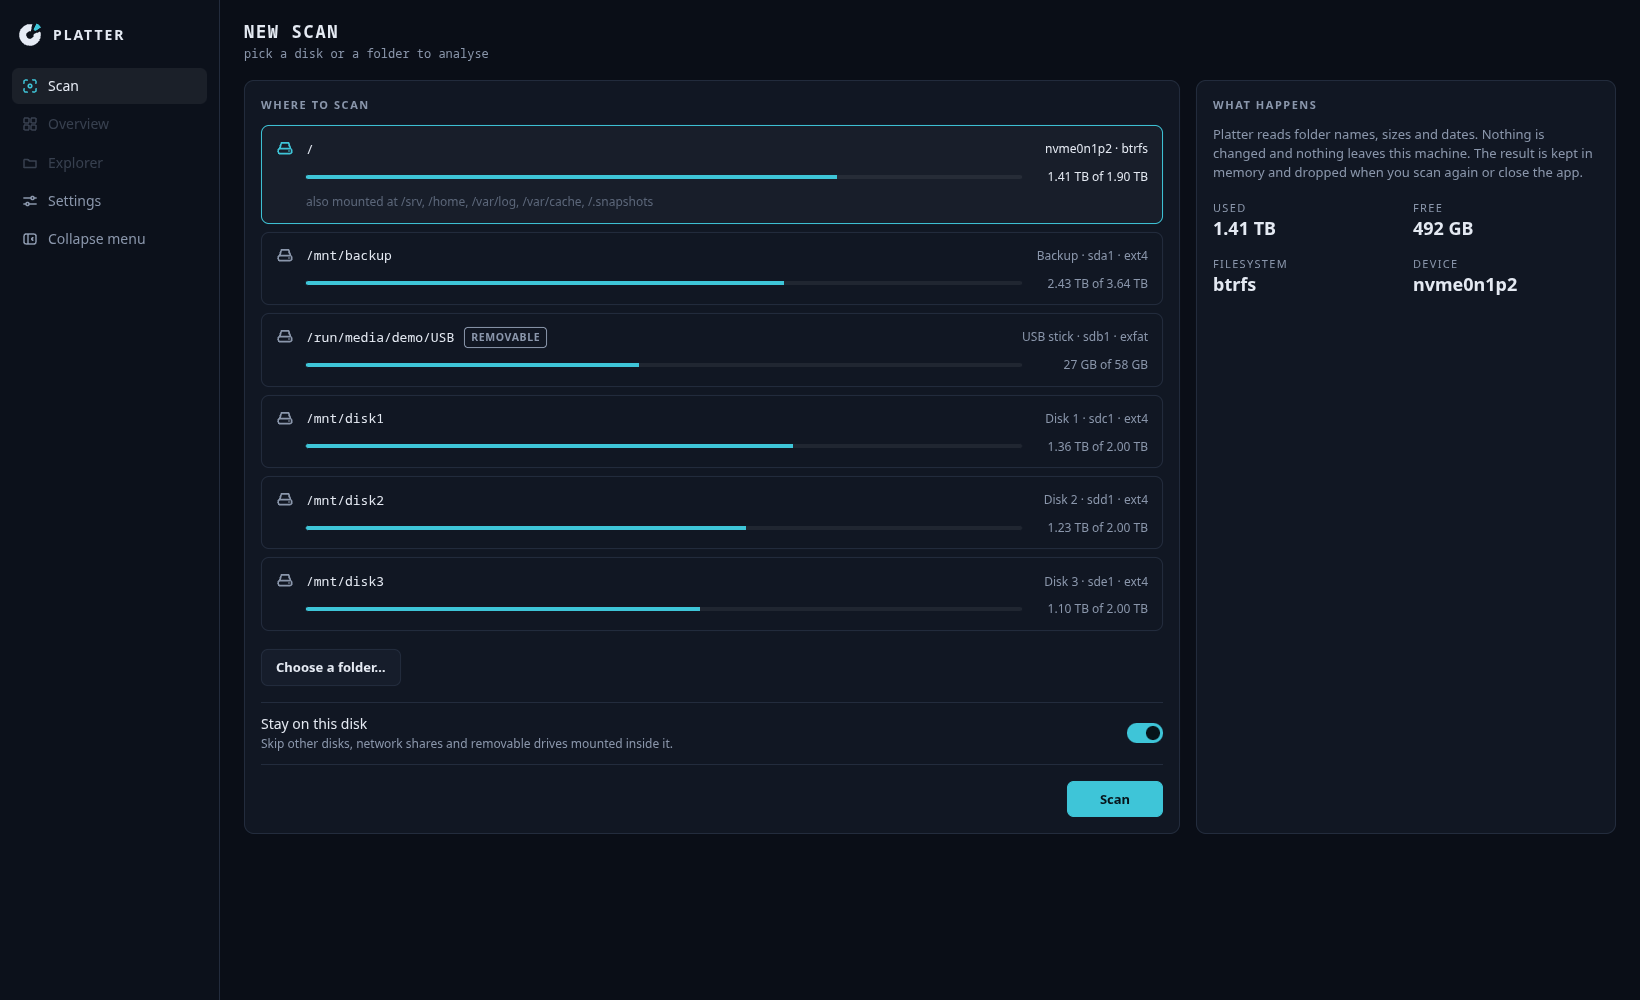 PLATTER
Scan
Overview
Explorer
Settings
Collapse menu
NEW SCAN
pick a disk or a folder to analyse
WHERE TO SCAN
/
nvme0n1p2 · btrfs
1.41 TB of 1.90 TB
also mounted at /srv, /home, /var/log, /var/cache, /.snapshots
/mnt/backup
Backup · sda1 · ext4
2.43 TB of 3.64 TB
/run/media/demo/USB REMOVABLE
USB stick · sdb1 · exfat
27 GB of 58 GB
/mnt/disk1
Disk 1 · sdc1 · ext4
1.36 TB of 2.00 TB
/mnt/disk2
Disk 2 · sdd1 · ext4
1.23 TB of 2.00 TB
/mnt/disk3
Disk 3 · sde1 · ext4
1.10 TB of 2.00 TB
Choose a folder...
Stay on this disk
Skip other disks, network shares and removable drives mounted inside it.
Scan
WHAT HAPPENS
Platter reads folder names, sizes and dates. Nothing is
changed and nothing leaves this machine. The result is kept in
memory and dropped when you scan again or close the app.
USED
1.41 TB
FREE
492 GB
FILESYSTEM
btrfs
DEVICE
nvme0n1p2